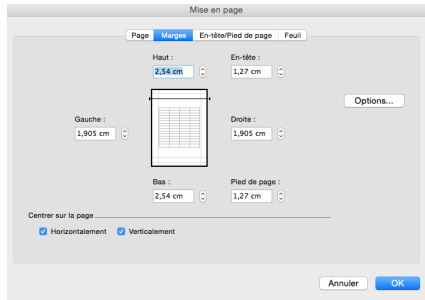 Mise en page
Page Marges En-tête/Pied de page Feuil
Haut : En-tête :
2,54 cm 1,27 cm
Options...
Gauche : Droite :
1,905 cm 1,905 cm
Bas : Pied de page :
2,54 cm 1,27 cm
Centrer sur la page
Horizontalement Verticalement
Annuler OK